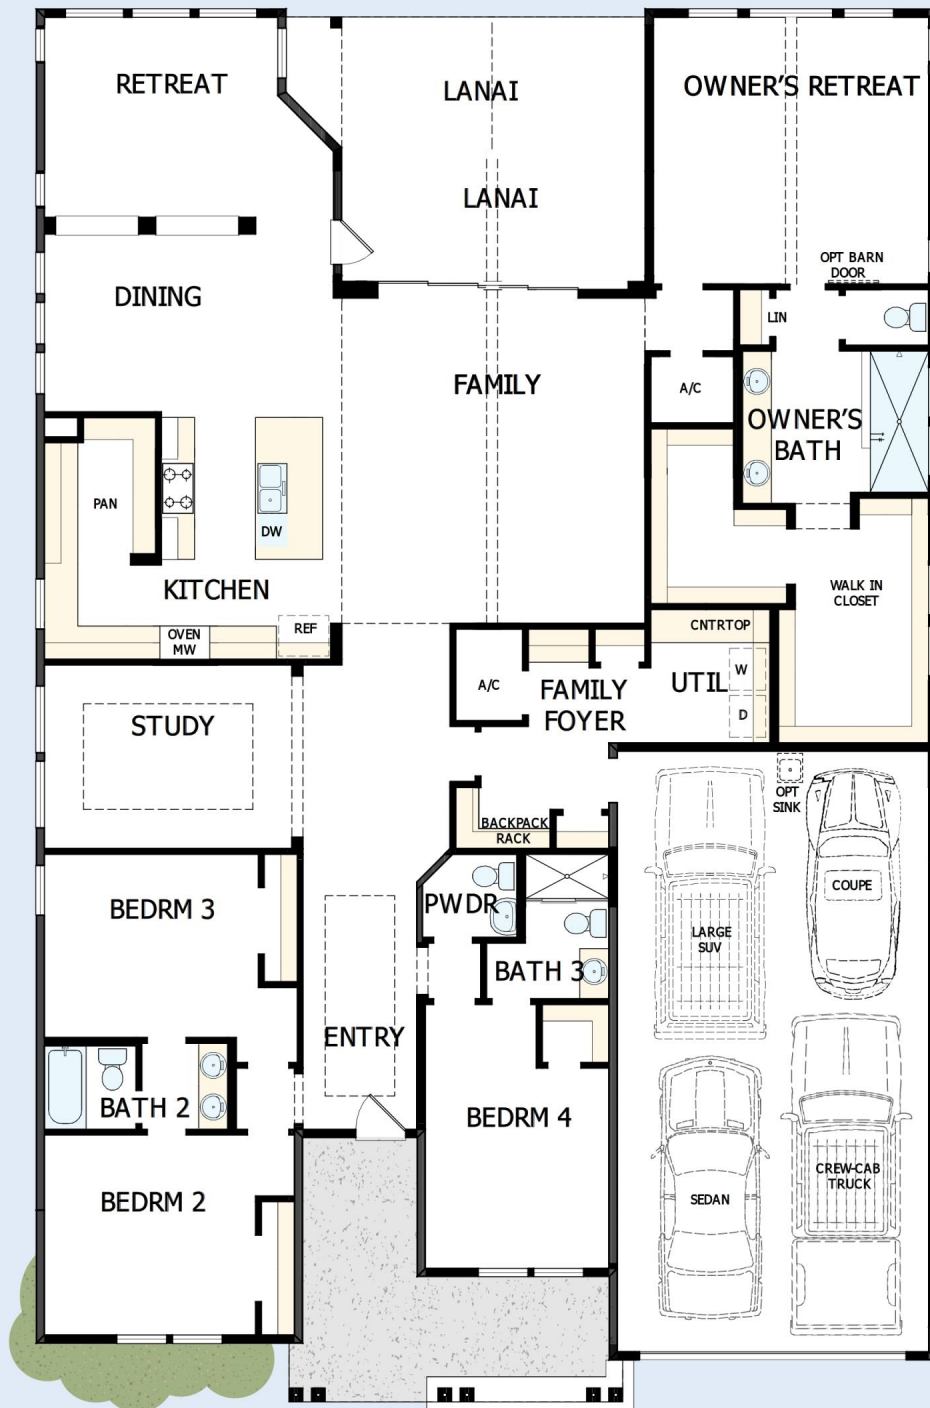 RETREAT
LANAI
OWNER'S RETREAT
LANAI
OPT BARN
DOOR
DINING
LIN
FAMILY
A/C
OWNER'S
BATH
PAN
DW
KITCHEN
WALK IN
CLOSET
REF
CNTRTOP
OVEN
MW
A/C
FAMILY
FOYER
UTIL
W
D
STUDY
OPT
SINK
BACKPACK
RACK
COUPE
BEDRM 3
PWDR
LARGE
SUV
BATH 3
ENTRY
BATH 2
BEDRM 4
BEDRM 2
SEDAN
CREW-CAB
TRUCK